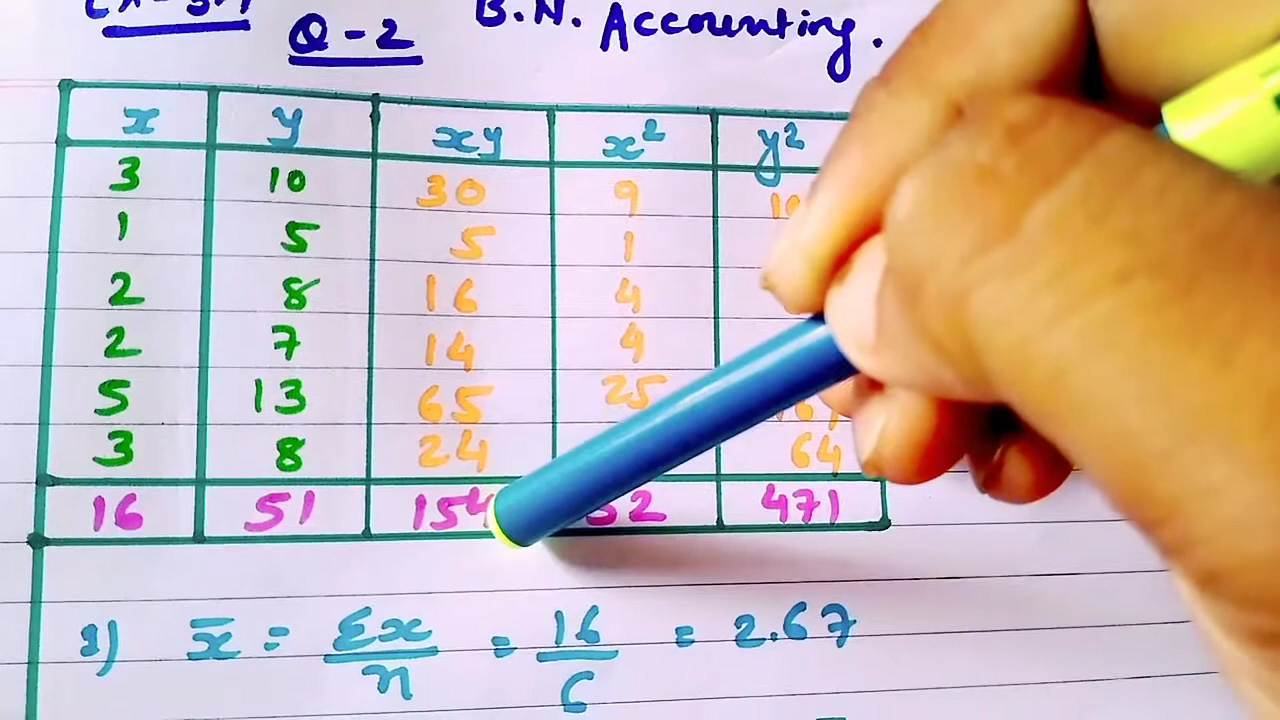 Q-2 B.N. Accounting.
x y xy x² y²
3 10 30 9
1 5 5 1
2 8 16 4
2 7 14 4
5 13 65 25
3 8 24 64
16 51 154 52 471
1) x̄ = Σx/n = 16/6 = 2.67